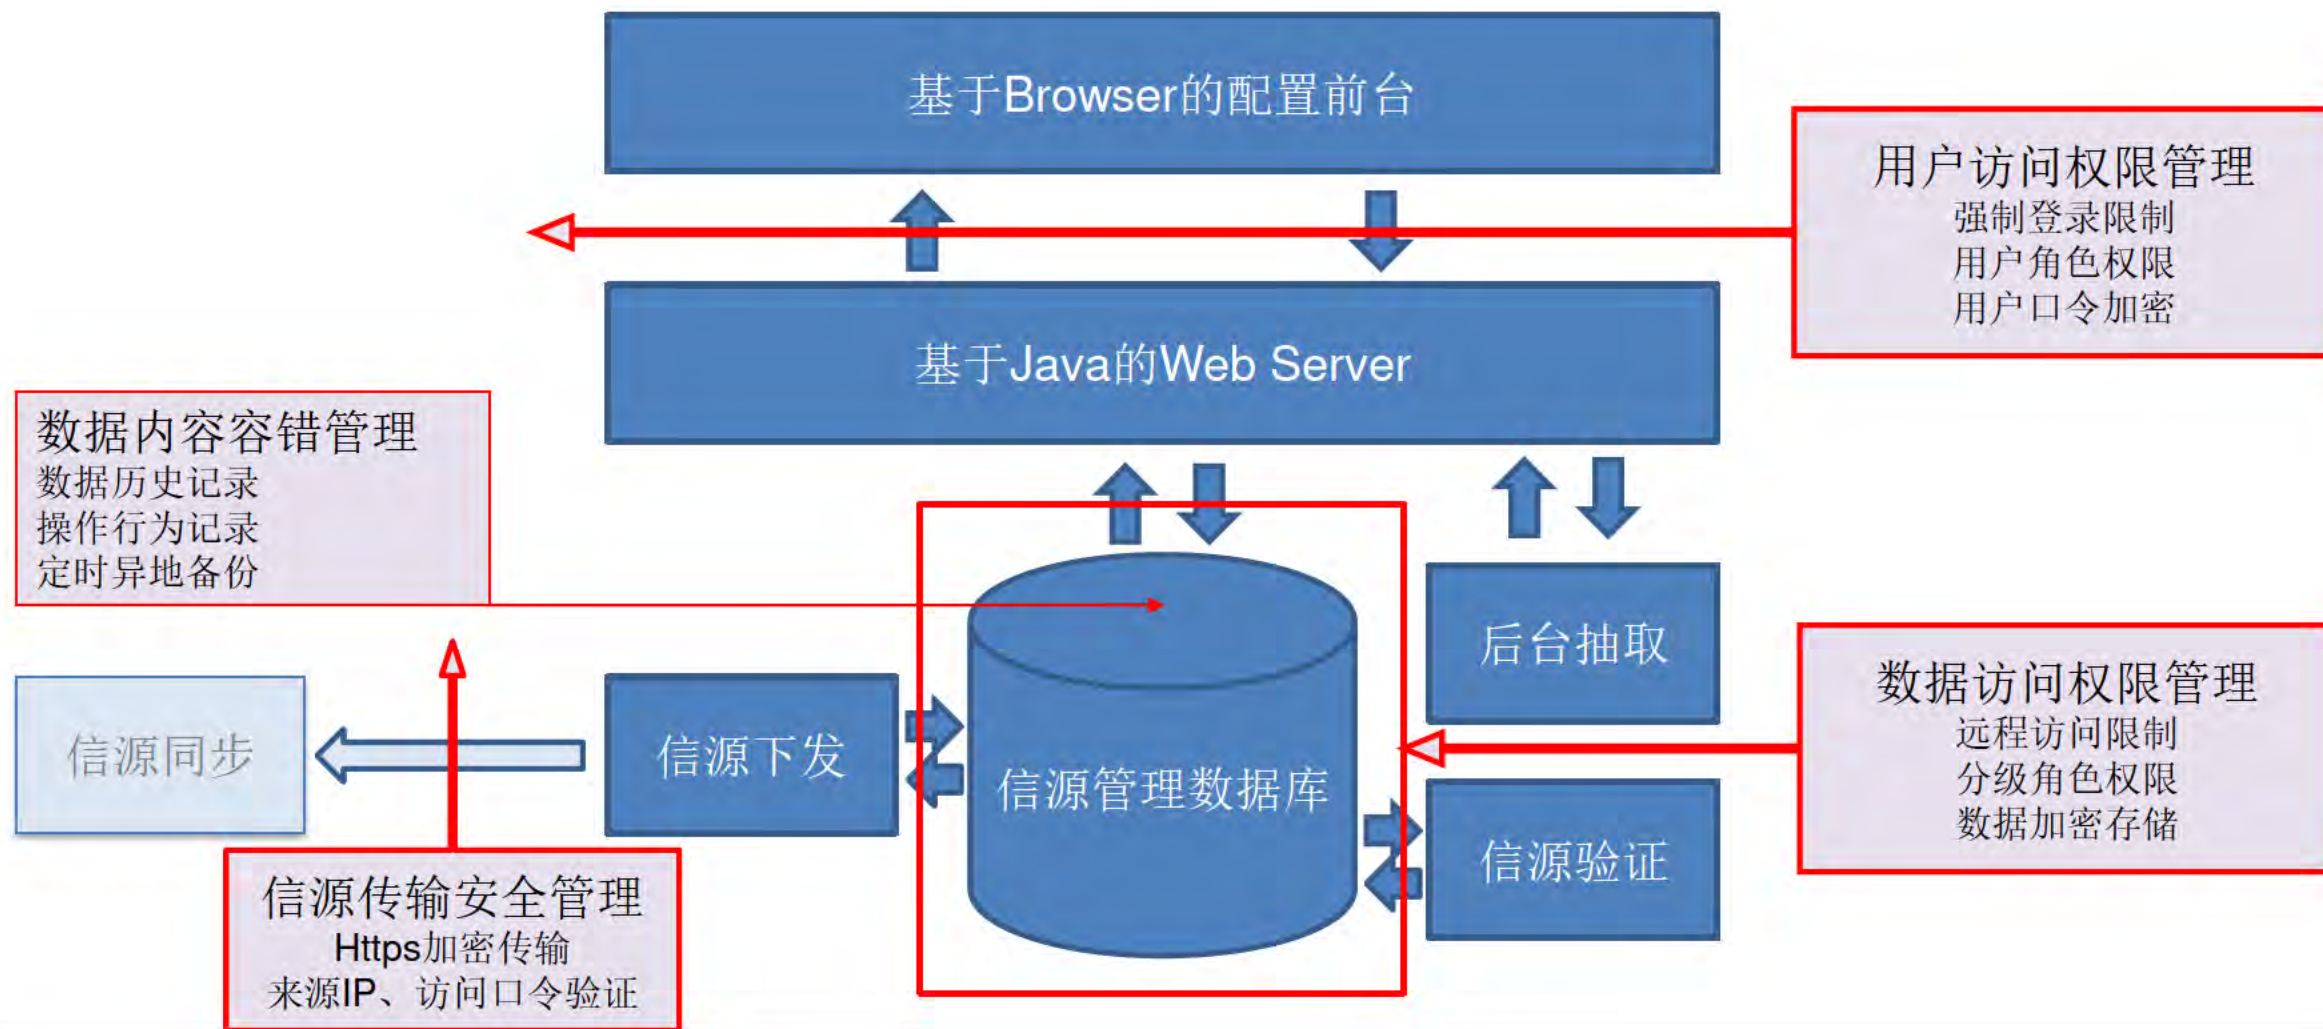 基于Browser的配置前台
用户访问权限管理
强制登录限制
用户角色权限
用户口令加密
基于Java的Web Server
数据内容容错管理
数据历史记录
操作行为记录
定时异地备份
后台抽取
数据访问权限管理
远程访问限制
分级角色权限
数据加密存储
信源同步
信源下发
信源管理数据库
信源验证
信源传输安全管理
Https加密传输
来源IP、访问口令验证